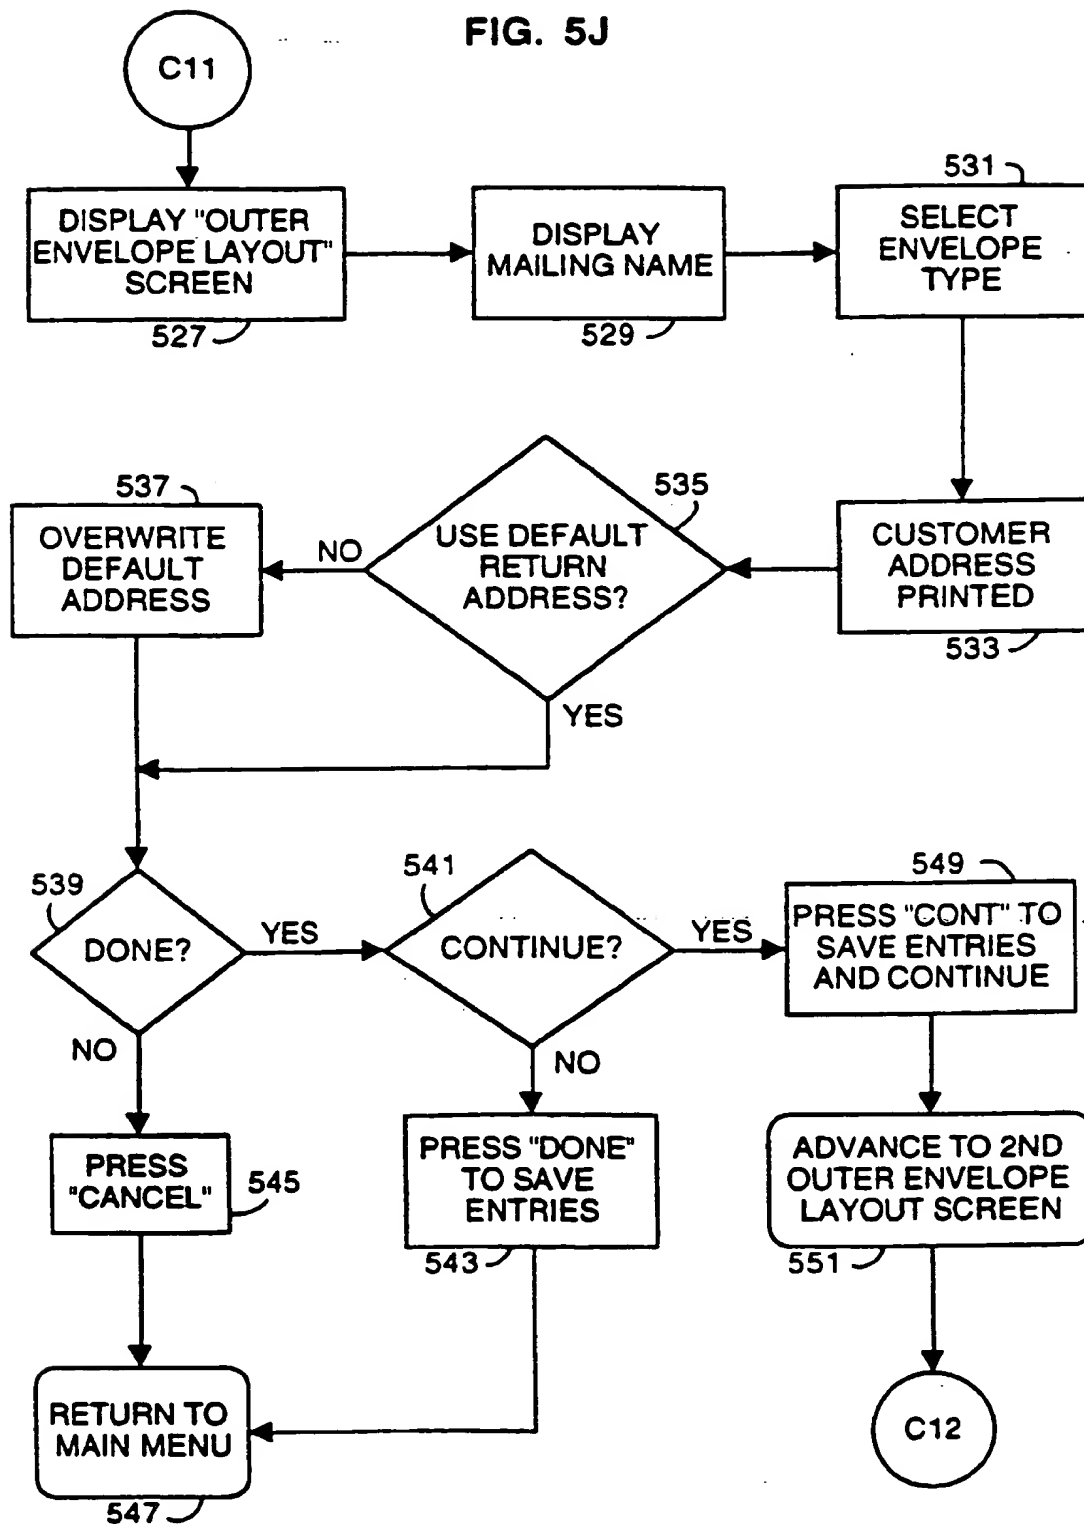 FIG. 5J
C11
DISPLAY "OUTER
ENVELOPE LAYOUT"
SCREEN
527
DISPLAY
MAILING NAME
529
531
SELECT
ENVELOPE
TYPE
537
OVERWRITE
DEFAULT
ADDRESS
NO
535
USE DEFAULT
RETURN
ADDRESS?
YES
CUSTOMER
ADDRESS
PRINTED
533
539
DONE?
YES
NO
541
CONTINUE?
YES
NO
549
PRESS "CONT" TO
SAVE ENTRIES
AND CONTINUE
PRESS
"CANCEL"
545
PRESS "DONE"
TO SAVE
ENTRIES
543
ADVANCE TO 2ND
OUTER ENVELOPE
LAYOUT SCREEN
551
RETURN TO
MAIN MENU
547
C12